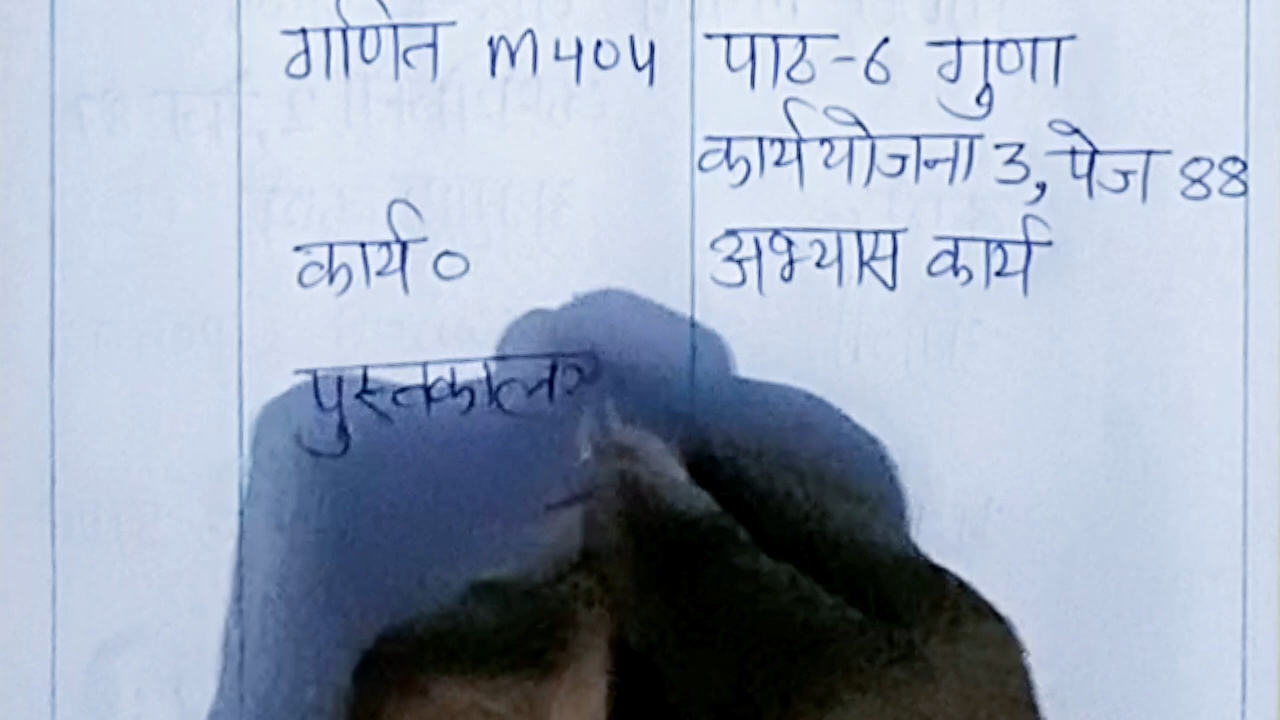 गणित M404 पाठ-6 गुणा
कार्ययोजना 3, पेज 88
कार्य० अभ्यास कार्य
पुस्तकालय